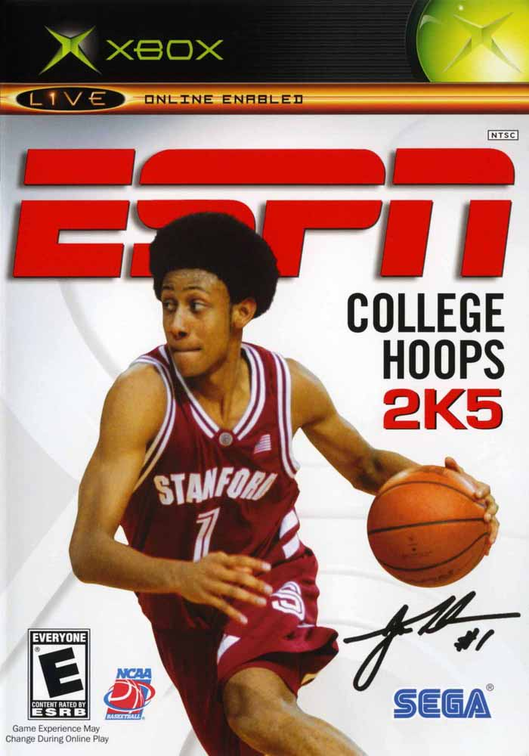 XBOX
LIVE ONLINE ENABLED
NTSC
ESPN
COLLEGE
HOOPS
2K5
STANFORD
1
#1
EVERYONE
E
CONTENT RATED BY
ESRB
NCAA
BASKETBALL
Game Experience May
Change During Online Play
SEGA